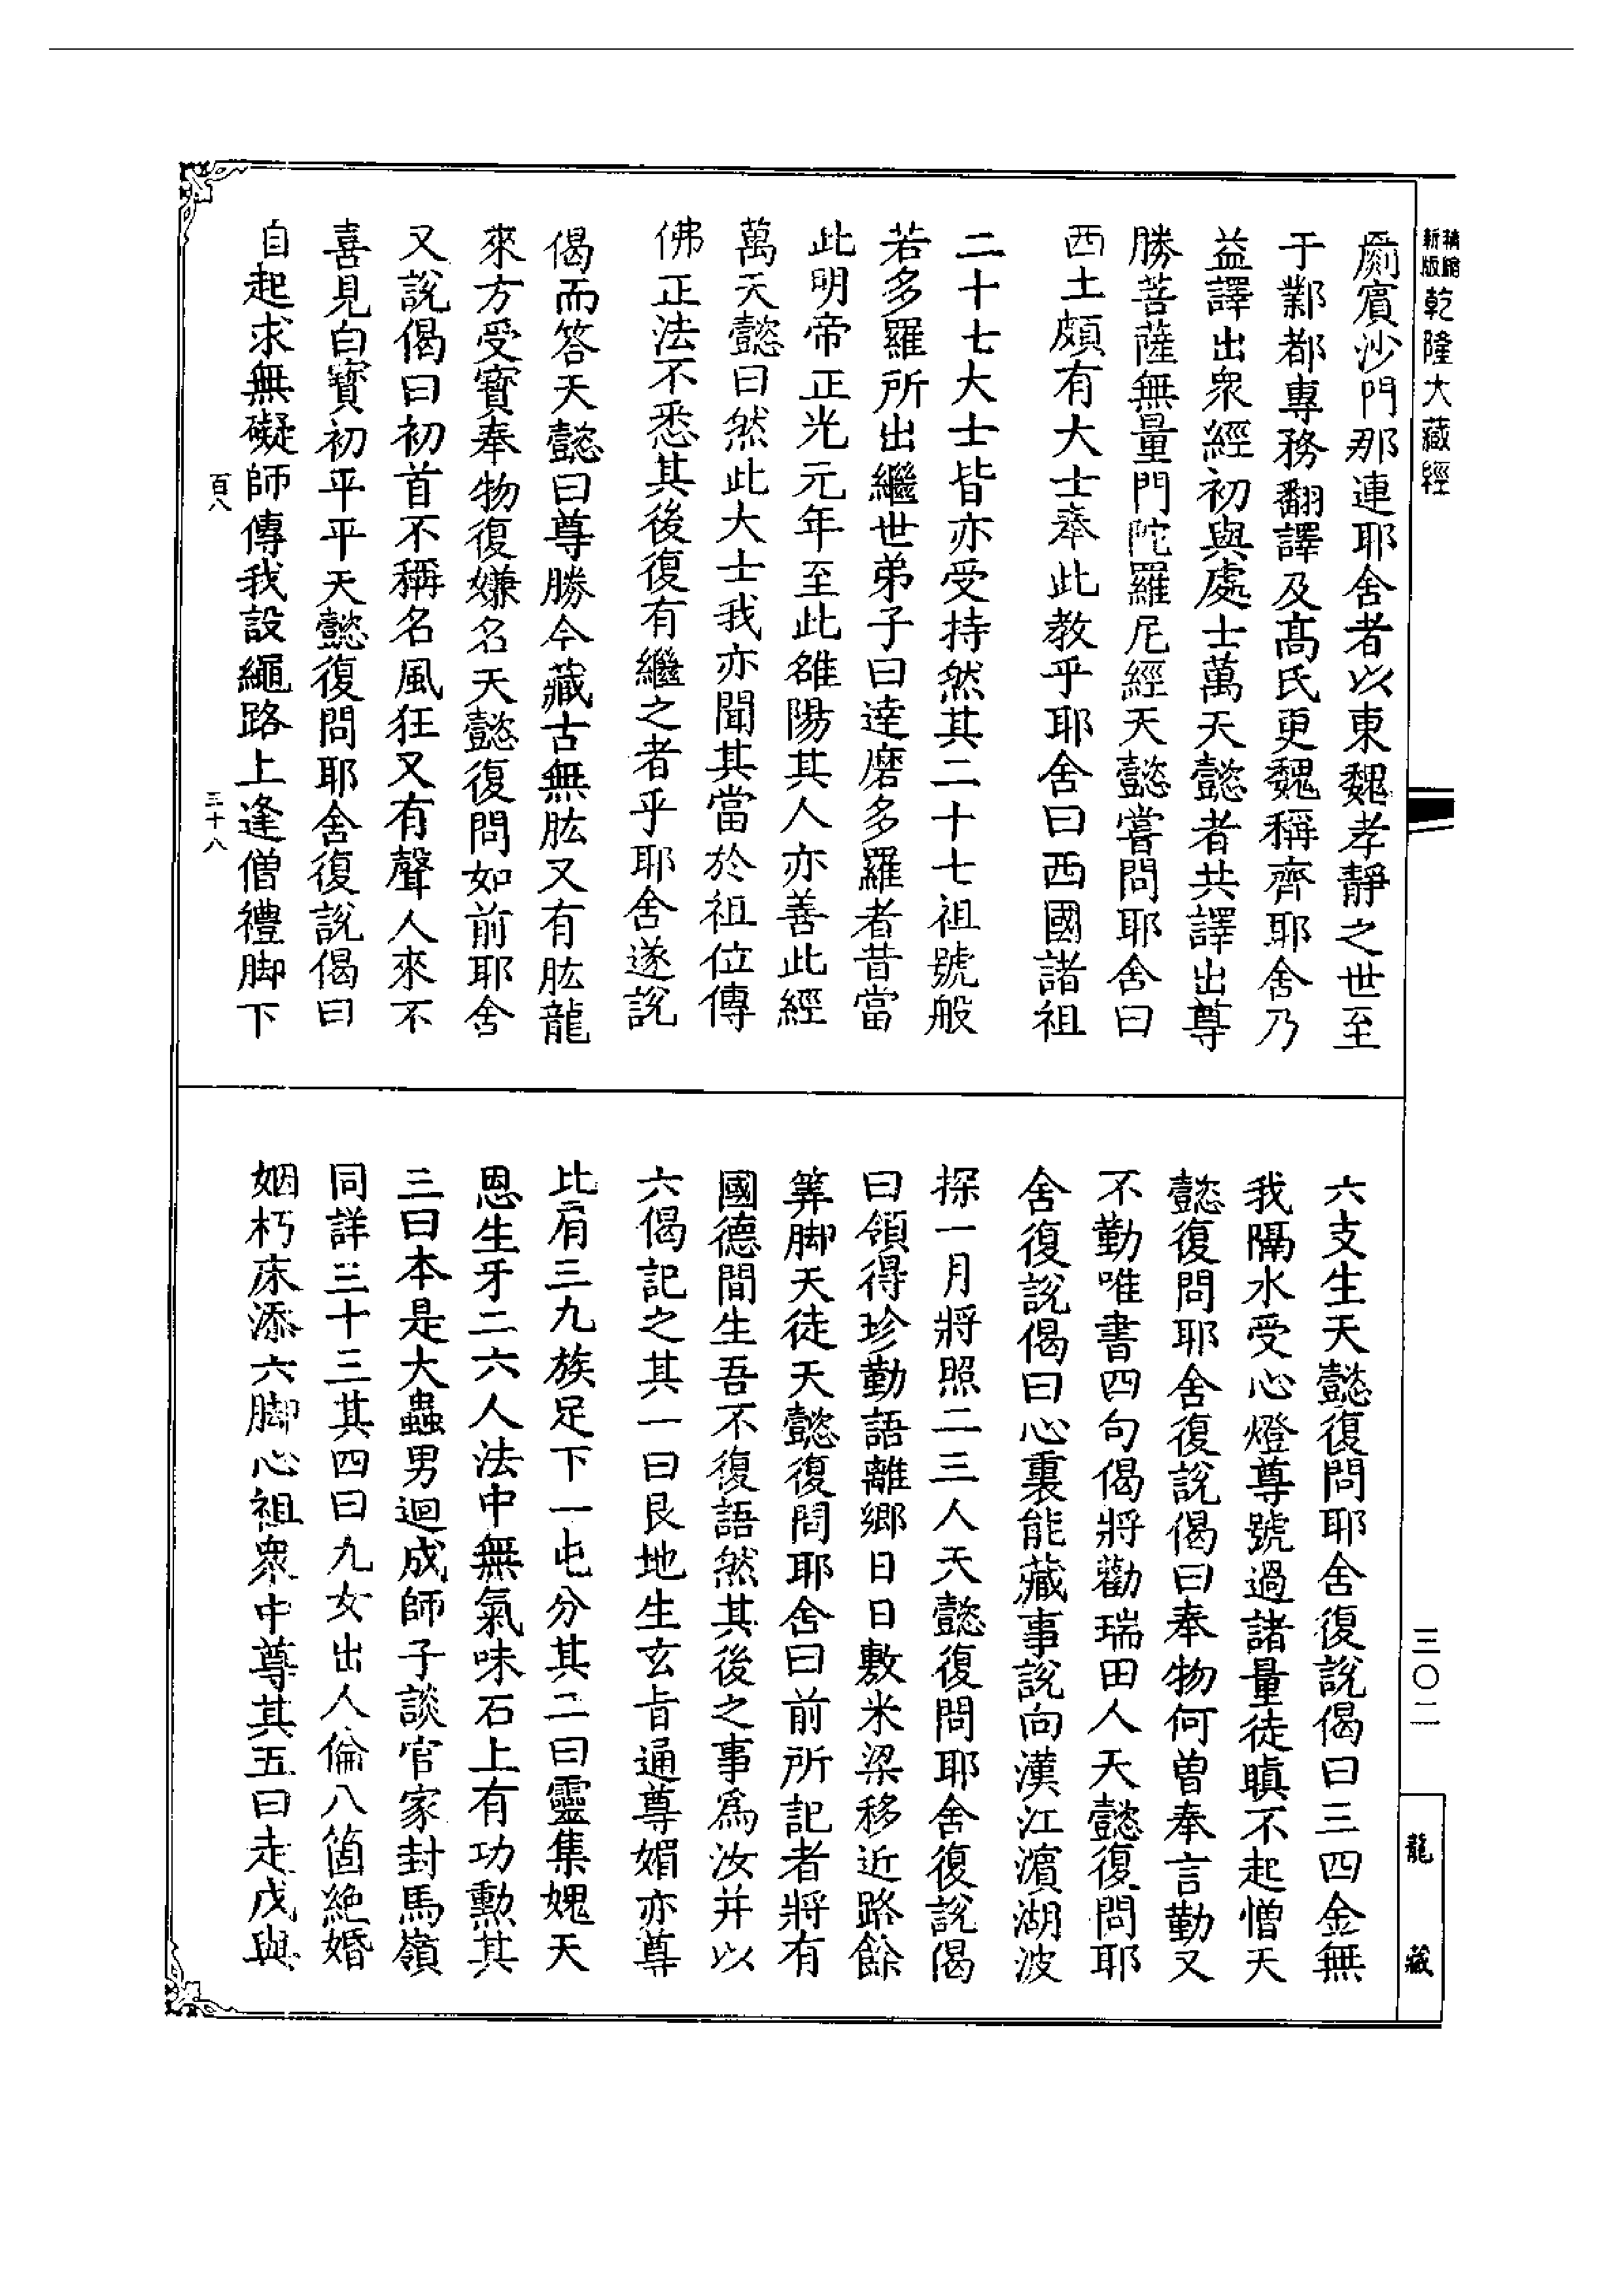 新版
精縮
乾隆大藏經
罽賓沙門那連耶舍者以東魏孝靜之世至
于鄴都專務翻譯及髙氏更魏稱齊耶舍乃
益譯出衆經初與處士萬天懿者共譯出尊
勝菩薩無量門陀羅尼經天懿嘗問耶舍曰
西土頗有大士奉此教乎耶舍曰西國諸祖
二十七大士皆亦受持然其二十七祖號般
若多羅所出繼世弟子曰達磨多羅者昔當
此明帝正光元年至此雒陽其人亦善此經
萬天懿曰然此大士我亦聞其當於祖位傳
佛正法不悉其後復有繼之者乎耶舍遂說
偈而答天懿曰尊勝今藏古無肱又有肱龍
來方受寶奉物復嫌名天懿復問如前耶舍
又說偈曰初首不稱名風狂又有聲人來不
喜見白寶初平平天懿復問耶舍復說偈曰
自起求無礙師傳我設繩路上逢僧禮脚下
百八
三十八
六支生天懿復問耶舍復說偈曰三四金無
我隔水受心燈尊號過諸量徒瞋不起憎天
懿復問耶舍復說偈曰奉物何曽奉言勤又
不勤唯書四句偈將勸瑞田人天懿復問耶
舍復說偈曰心裏能藏事說向漢江濵湖波
探一月將照二三人天懿復問耶舍復說偈
曰領得珍勤語離鄉日日敷米梁移近路餘
筭脚天徒天懿復問耶舍曰前所記者將有
國德間生吾不復語然其後之事爲汝并以
六偈記之其一曰艮地生玄旨通尊媚亦尊
比肩三九族足下一屯分其二曰靈集媿天
恩生牙二六人法中無氣味石上有功勲其
三曰本是大蟲男迴成師子談官家封馬嶺
同詳三十三其四曰九女出人倫八箇絶婚
姻朽床添六脚心祖衆中尊其五曰走戊與
三〇二
龍藏